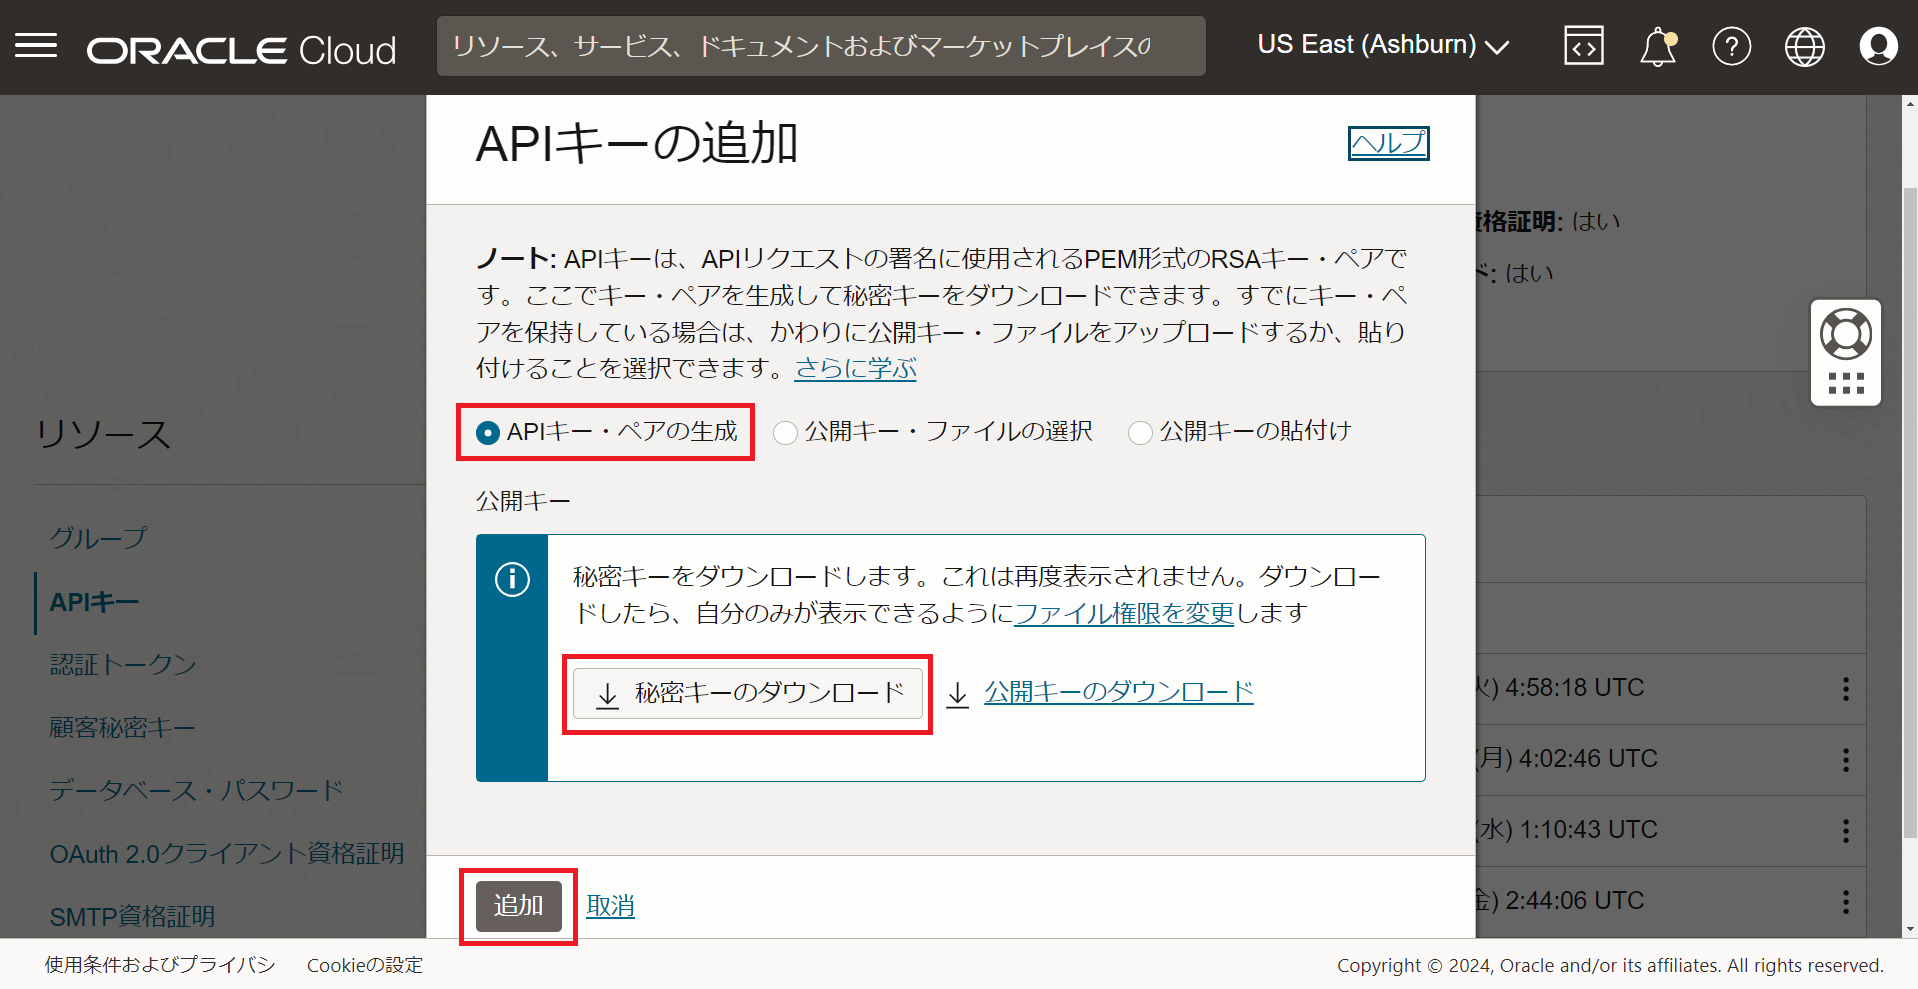 ORACLE Cloud
リソース、サービス、ドキュメントおよびマーケットプレイスの
US East (Ashburn)
APIキーの追加
ヘルプ
ノート: APIキーは、APIリクエストの署名に使用されるPEM形式のRSAキー・ペアで
す。ここでキー・ペアを生成して秘密キーをダウンロードできます。すでにキー・ペ
アを保持している場合は、かわりに公開キー・ファイルをアップロードするか、貼り
付けることを選択できます。さらに学ぶ
APIキー・ペアの生成
公開キー・ファイルの選択
公開キーの貼付け
公開キー
秘密キーをダウンロードします。これは再度表示されません。ダウンロー
ドしたら、自分のみが表示できるようにファイル権限を変更します
秘密キーのダウンロード
公開キーのダウンロード
追加
取消
リソース
グループ
APIキー
認証トークン
顧客秘密キー
データベース・パスワード
OAuth 2.0クライアント資格証明
SMTP資格証明
資格証明: はい
ド: はい
火) 4:58:18 UTC
(月) 4:02:46 UTC
(水) 1:10:43 UTC
金) 2:44:06 UTC
使用条件およびプライバシ
Cookieの設定
Copyright © 2024, Oracle and/or its affiliates. All rights reserved.